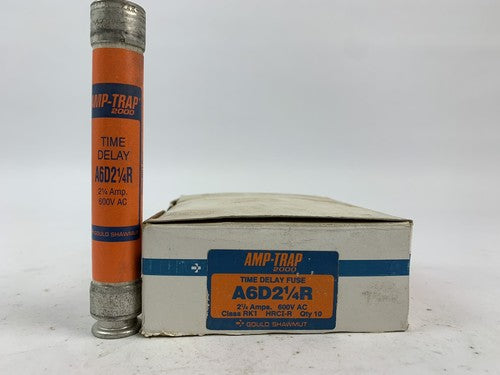 AMP-TRAP
2000
TIME
DELAY
A6D2¼R
2¼ Amp.
600V AC
GOULD SHAWMUT
AMP-TRAP
2000
TIME DELAY FUSE
A6D2¼R
2¼ Amps. 600V AC
Class RK1 HRCI-R Qty 10
GOULD SHAWMUT